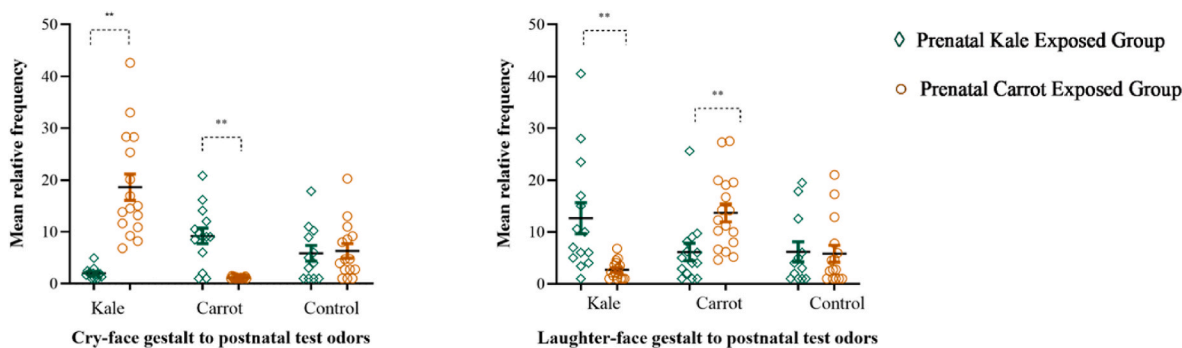 **
50
40
30
20
10
0
Mean relative frequency
**
Kale
Carrot
Control
Cry-face gestalt to postnatal test odors
**
50
40
30
20
10
0
Mean relative frequency
**
Kale
Carrot
Control
Laughter-face gestalt to postnatal test odors
Prenatal Kale Exposed Group
Prenatal Carrot Exposed Group